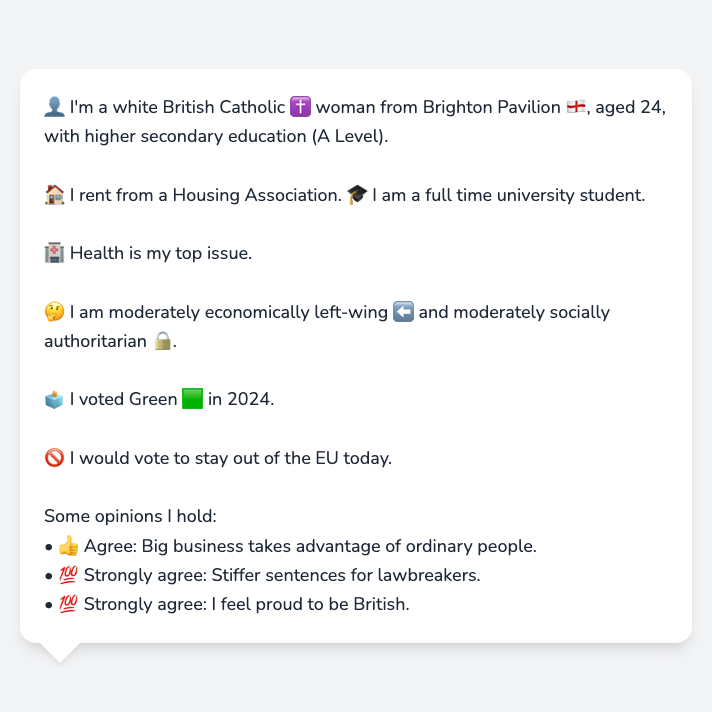 👤 I'm a white British Catholic ✝️ woman from Brighton Pavilion 🏴󠁧󠁢󠁥󠁮󠁧󠁿, aged 24,
with higher secondary education (A Level).
🏠 I rent from a Housing Association. 🎓 I am a full time university student.
🏥 Health is my top issue.
🤔 I am moderately economically left-wing ⬅️ and moderately socially
authoritarian 🔒.
🗳️ I voted Green 🟩 in 2024.
🚫 I would vote to stay out of the EU today.
Some opinions I hold:
• 👍 Agree: Big business takes advantage of ordinary people.
• 💯 Strongly agree: Stiffer sentences for lawbreakers.
• 💯 Strongly agree: I feel proud to be British.